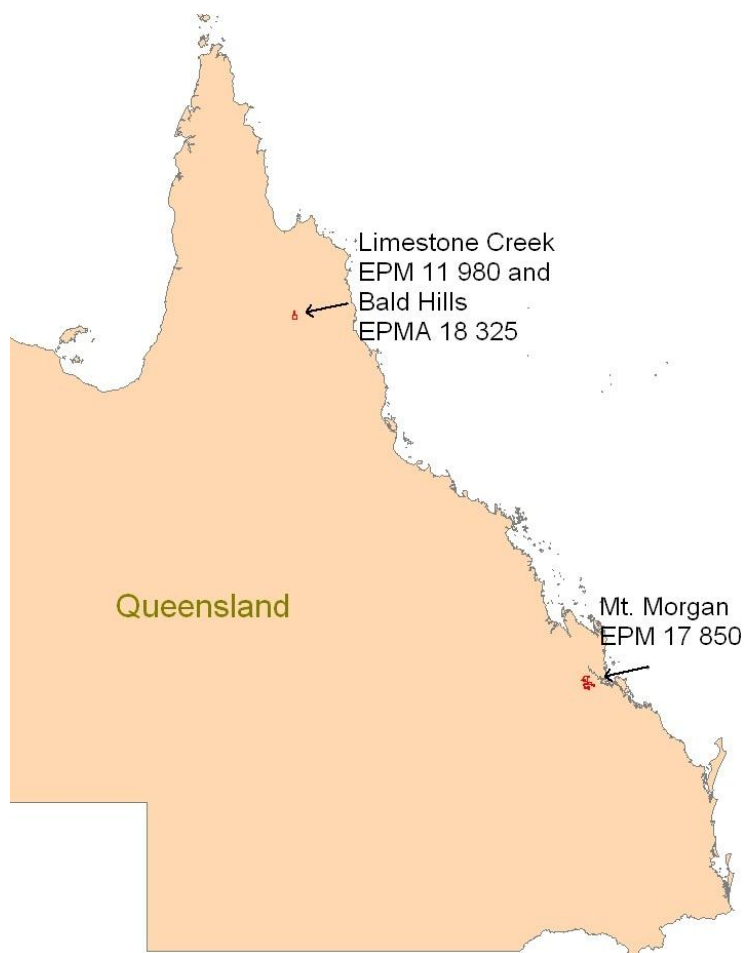 Limestone Creek
EPM 11 980 and
Bald Hills
EPMA 18 325
Queensland
Mt. Morgan
EPM 17 850